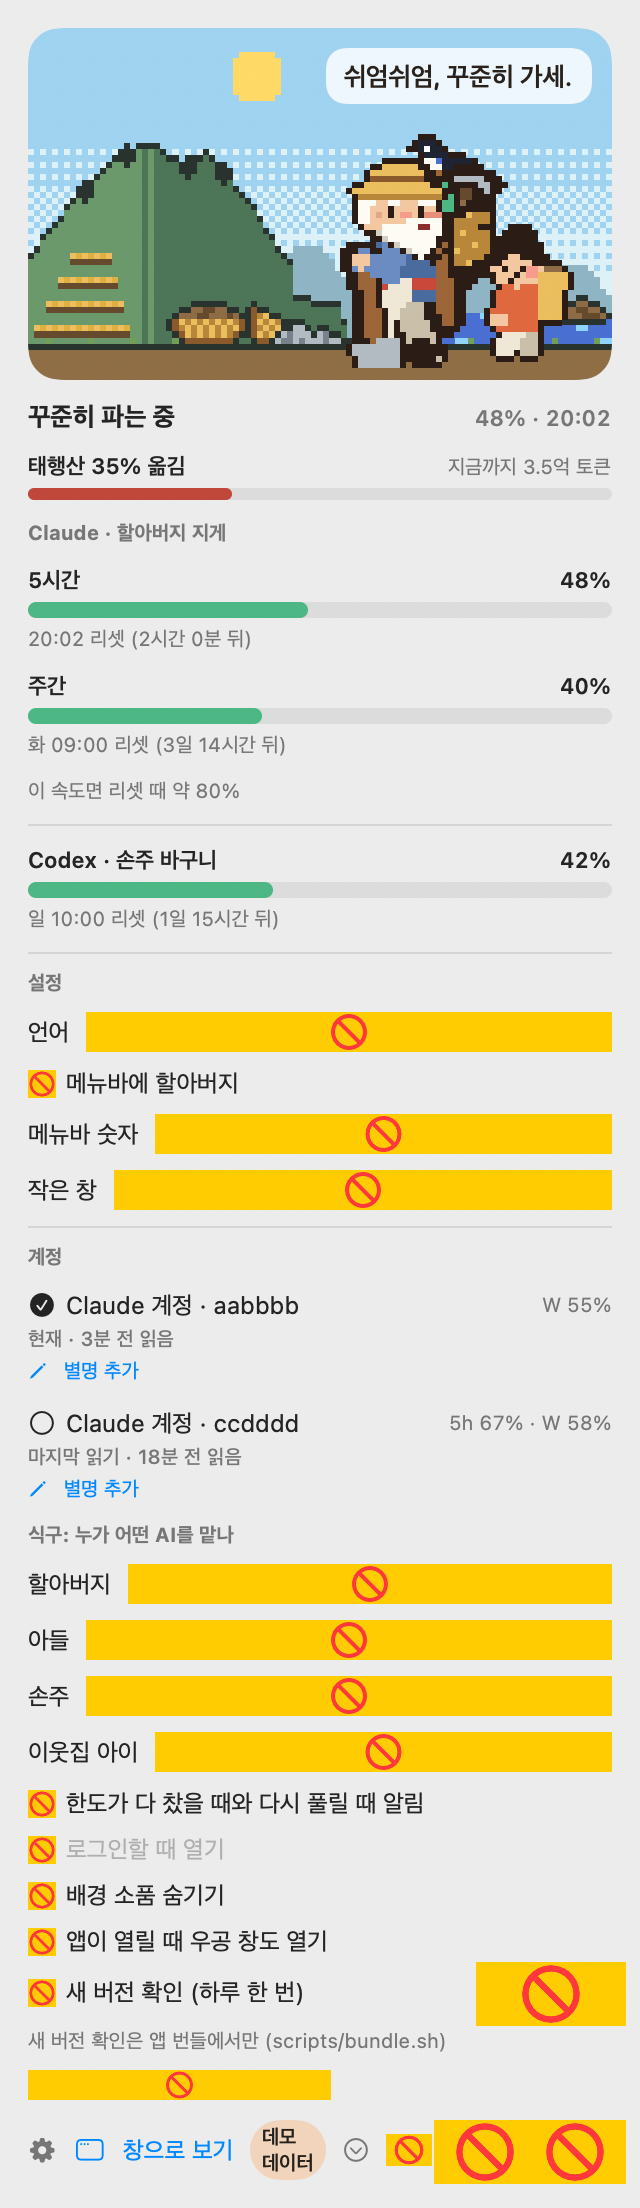 쉬엄쉬엄, 꾸준히 가세.
꾸준히 파는 중 48% · 20:02
태행산 35% 옮김 지금까지 3.5억 토큰
Claude · 할아버지 지게
5시간 48%
20:02 리셋 (2시간 0분 뒤)
주간 40%
화 09:00 리셋 (3일 14시간 뒤)
이 속도면 리셋 때 약 80%
Codex · 손주 바구니 42%
일 10:00 리셋 (1일 15시간 뒤)
설정
언어
메뉴바에 할아버지
메뉴바 숫자
작은 창
계정
Claude 계정 · aabbbb W 55%
현재 · 3분 전 읽음
별명 추가
Claude 계정 · ccdddd 5h 67% · W 58%
마지막 읽기 · 18분 전 읽음
별명 추가
식구: 누가 어떤 AI를 맡나
할아버지
아들
손주
이웃집 아이
한도가 다 찼을 때와 다시 풀릴 때 알림
로그인할 때 열기
배경 소품 숨기기
앱이 열릴 때 우공 창도 열기
새 버전 확인 (하루 한 번)
새 버전 확인은 앱 번들에서만 (scripts/bundle.sh)
창으로 보기
데모
데이터